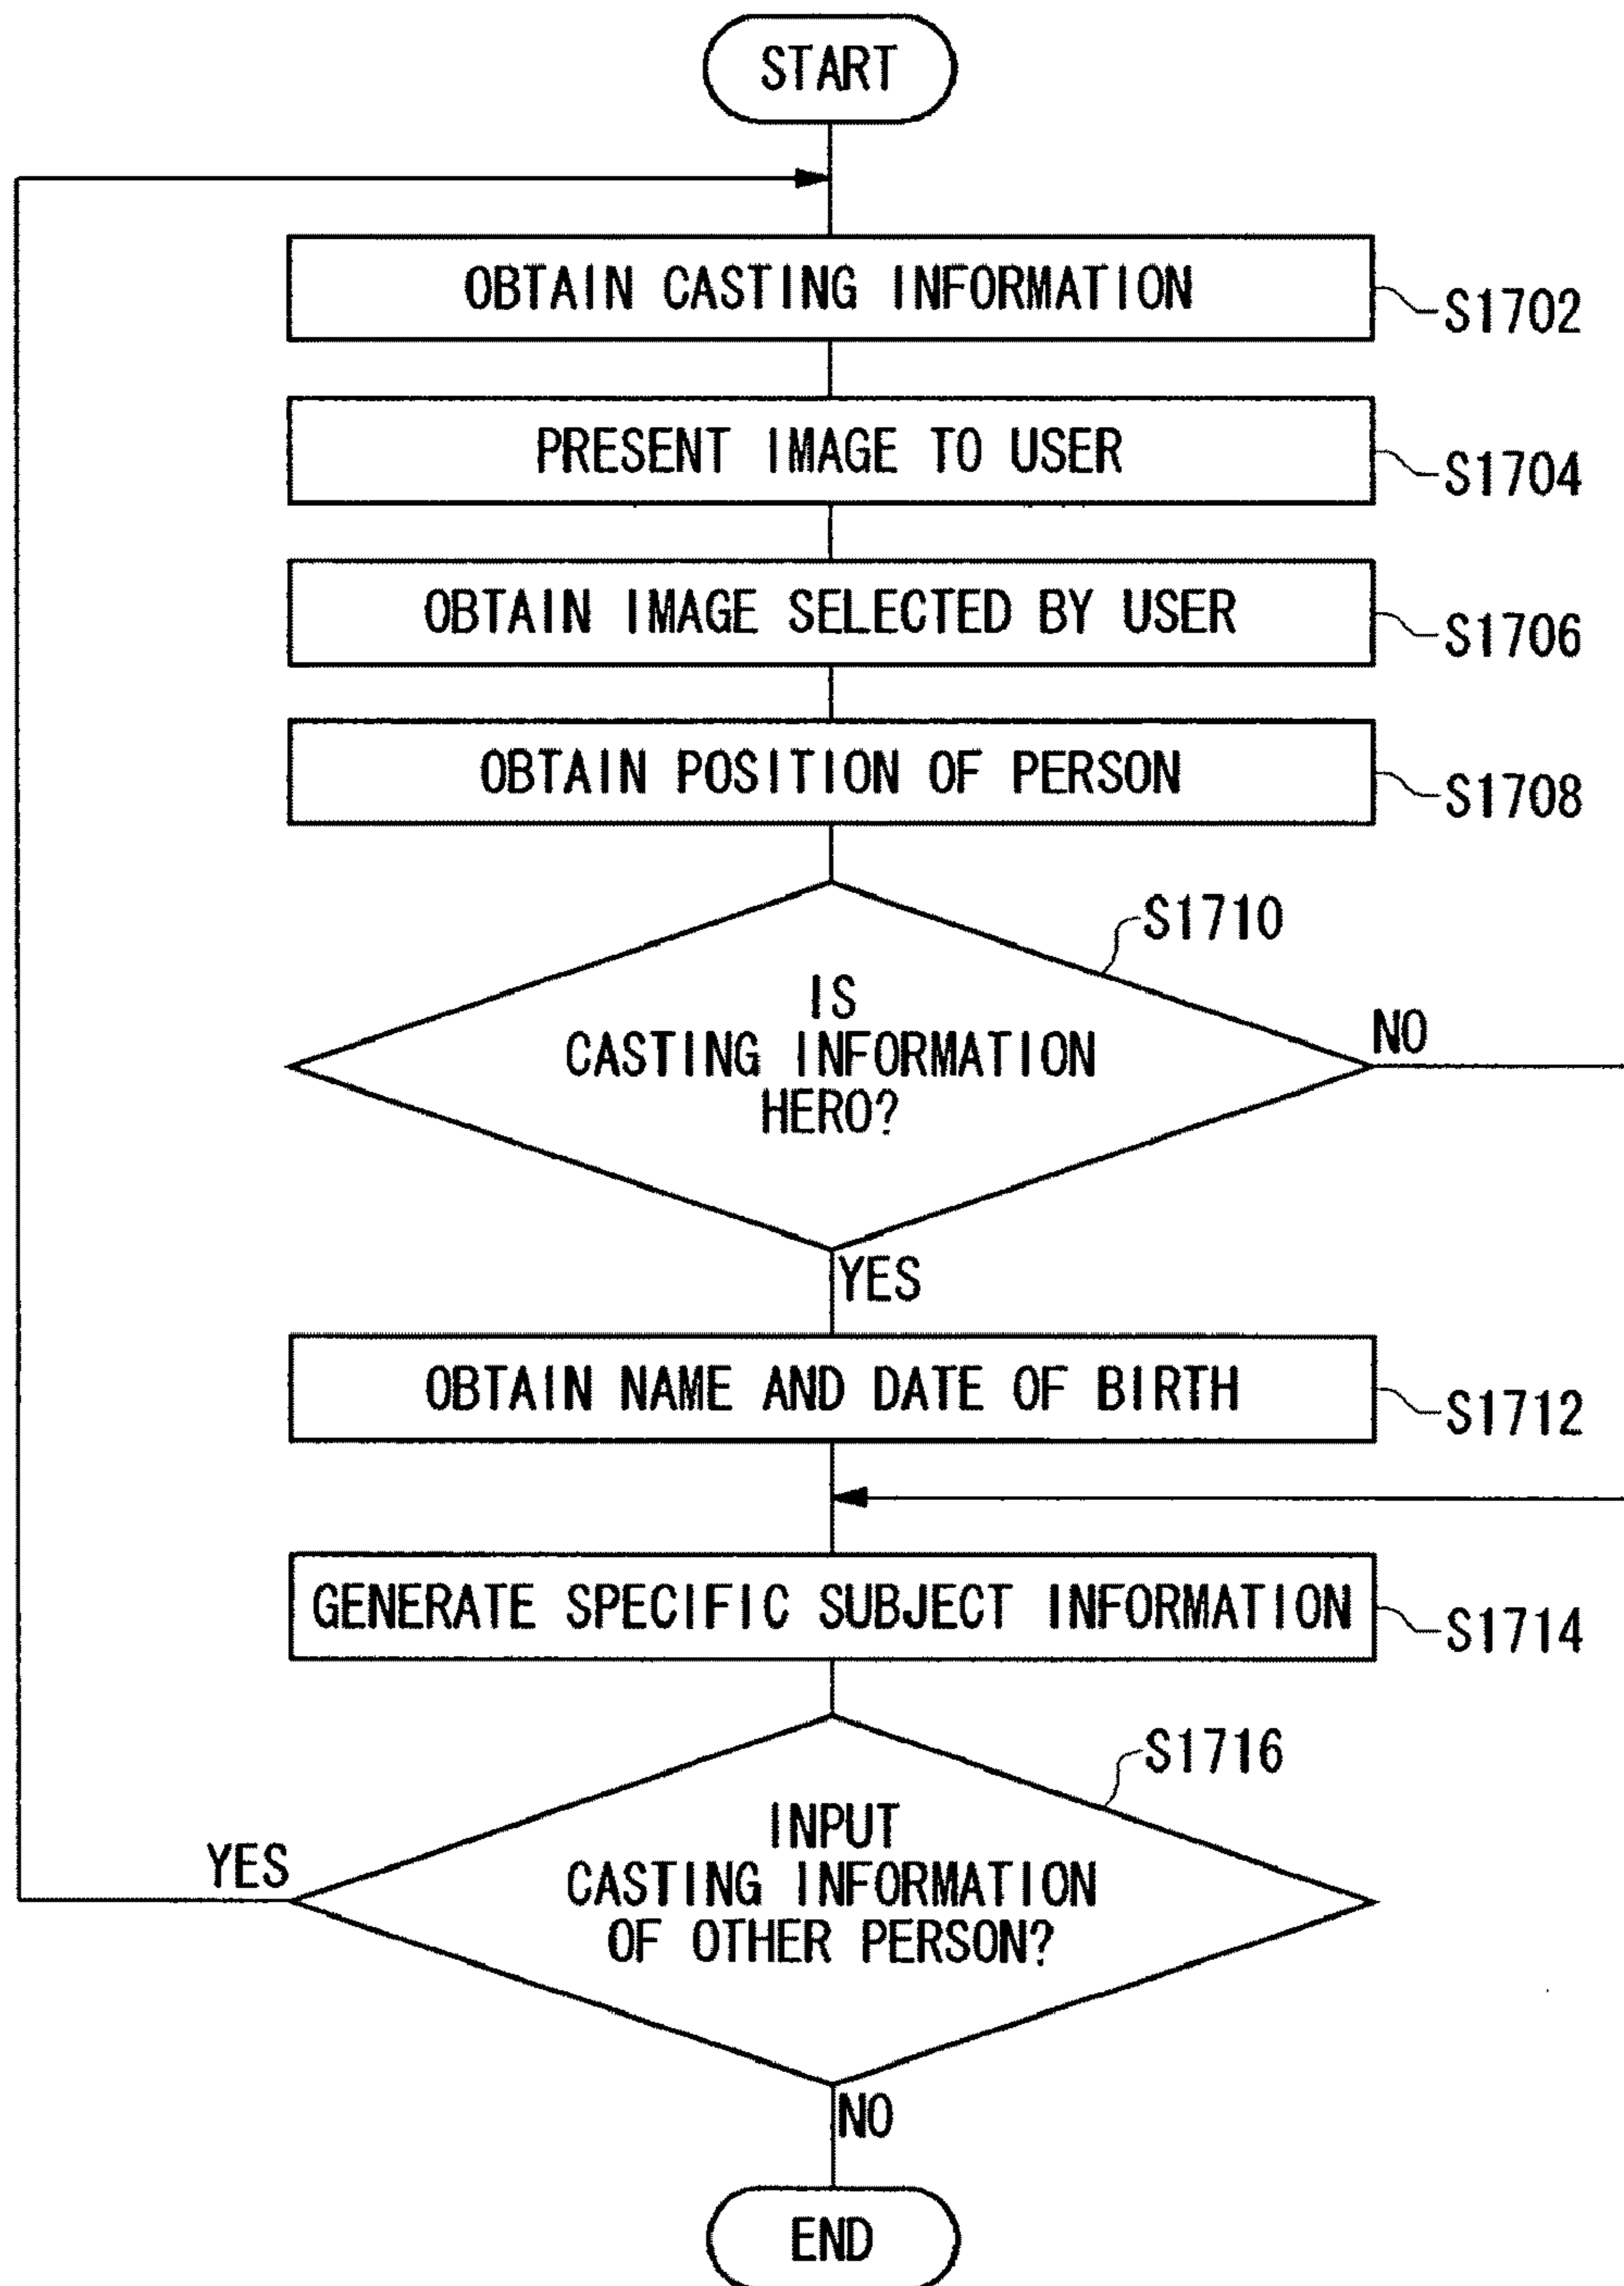 START
OBTAIN CASTING INFORMATION
S1702
PRESENT IMAGE TO USER
S1704
OBTAIN IMAGE SELECTED BY USER
S1706
OBTAIN POSITION OF PERSON
S1708
S1710
IS
CASTING INFORMATION
HERO?
NO
YES
OBTAIN NAME AND DATE OF BIRTH
S1712
GENERATE SPECIFIC SUBJECT INFORMATION
S1714
S1716
INPUT
CASTING INFORMATION
OF OTHER PERSON?
YES
NO
END